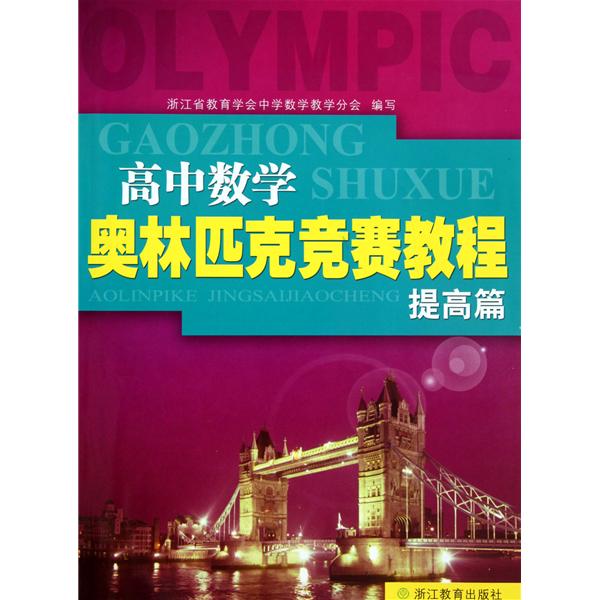 OLYMPIC
浙江省教育学会中学数学教学分会 编写
GAOZHONG
高中数学 SHUXUE
奥林匹克竞赛教程
AOLINPIKE JINGSAIJIAOCHENG
提高篇
浙江教育出版社